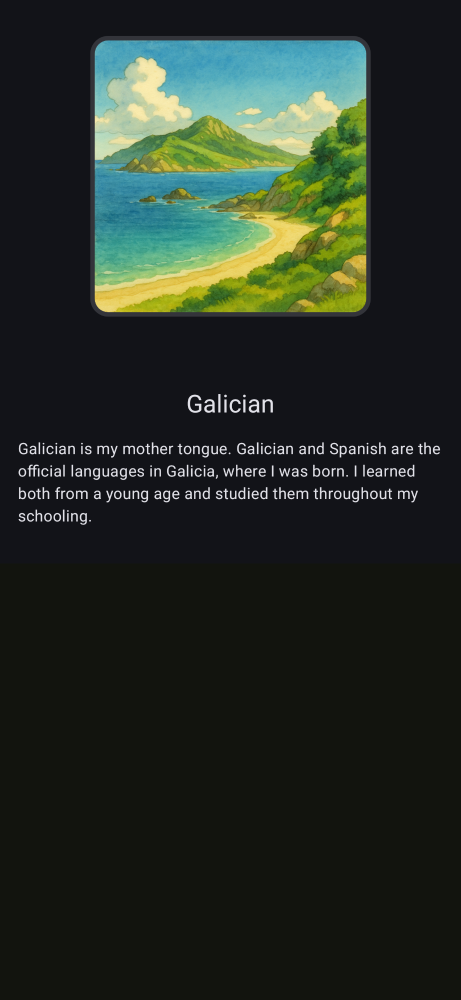 Galician
Galician is my mother tongue. Galician and Spanish are the
official languages in Galicia, where I was born. I learned
both from a young age and studied them throughout my
schooling.